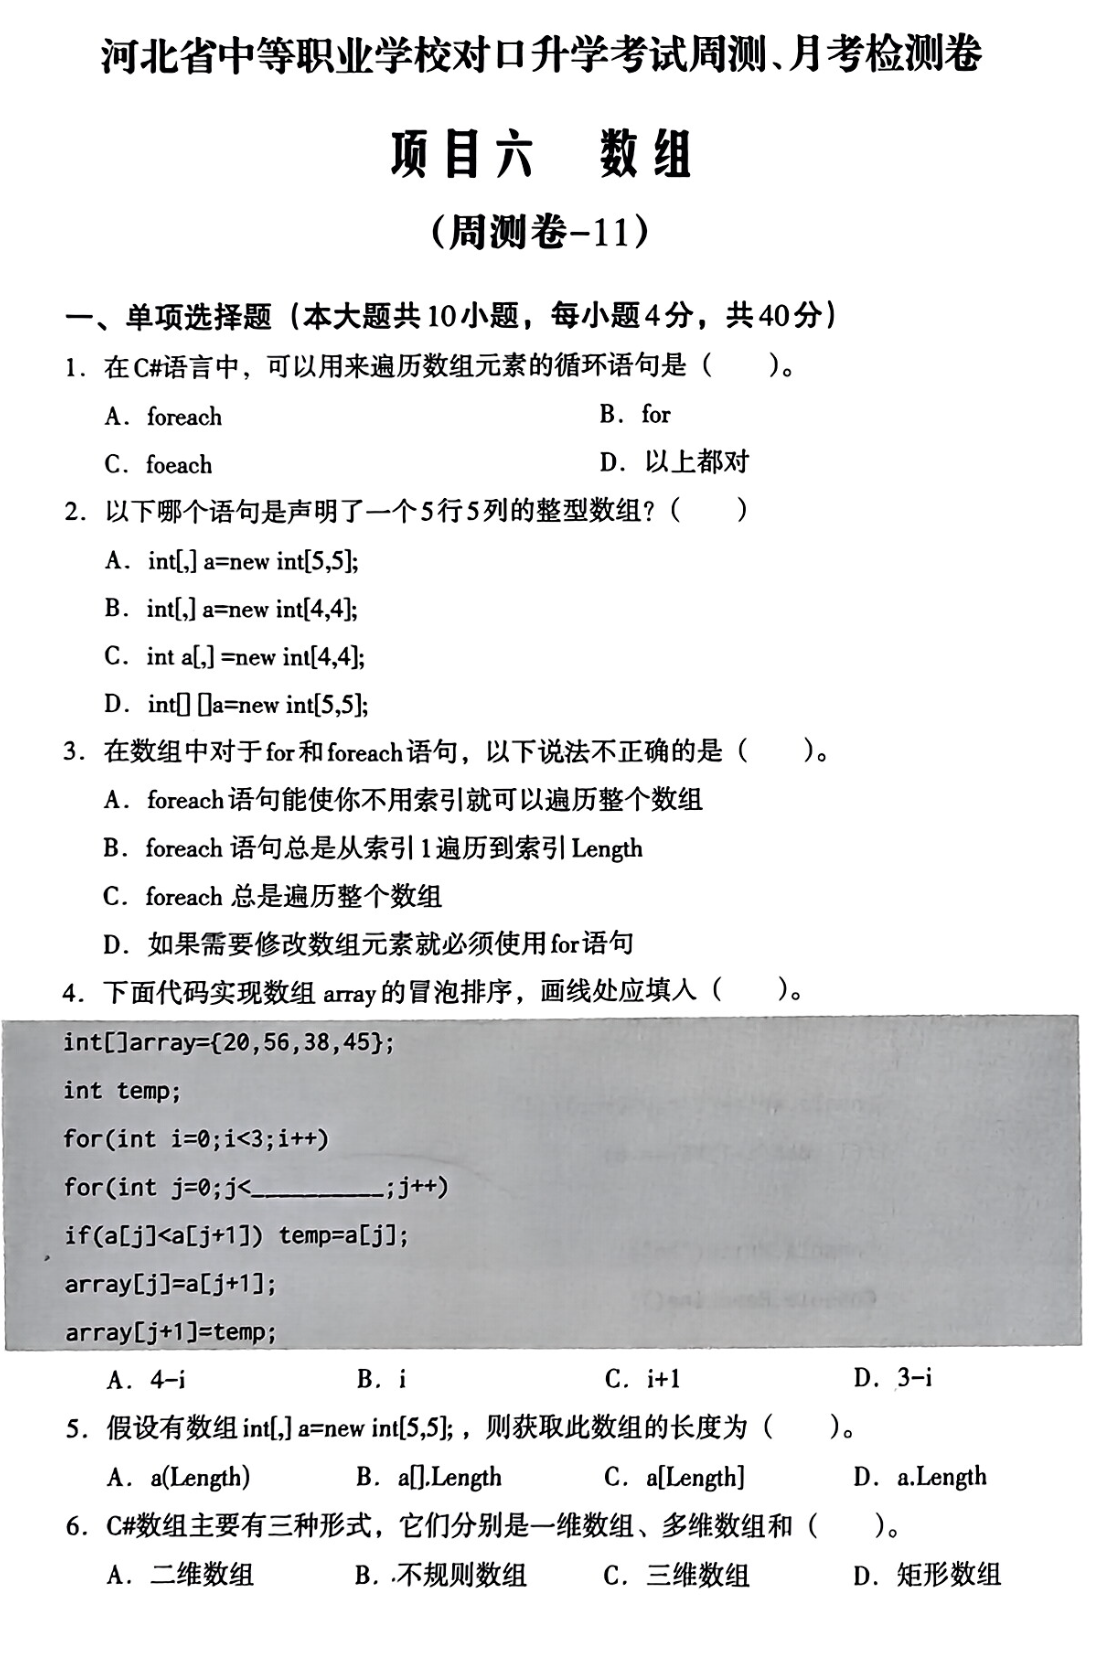 河北省中等职业学校对口升学考试周测、月考检测卷
项目六 数组
（周测卷-11）
一、单项选择题（本大题共10小题，每小题4分，共40分）
1. 在C#语言中，可以用来遍历数组元素的循环语句是（ ）。
A. foreach B. for
C. foeach D. 以上都对
2. 以下哪个语句是声明了一个5行5列的整型数组？（ ）
A. int[,] a=new int[5,5];
B. int[,] a=new int[4,4];
C. int a[,] =new int[4,4];
D. int[] []a=new int[5,5];
3. 在数组中对于for和foreach语句，以下说法不正确的是（ ）。
A. foreach语句能使你不用索引就可以遍历整个数组
B. foreach 语句总是从索引1遍历到索引Length
C. foreach 总是遍历整个数组
D. 如果需要修改数组元素就必须使用for语句
4. 下面代码实现数组 array的冒泡排序，画线处应填入（ ）。
int[]array={20,56,38,45};
int temp;
for(int i=0;i<3;i++)
for(int j=0;j<__________;j++)
if(a[j]<a[j+1]) temp=a[j];
array[j]=a[j+1];
array[j+1]=temp;
A. 4-i B. i C. i+1 D. 3-i
5. 假设有数组int[,] a=new int[5,5];，则获取此数组的长度为（ ）。
A. a(Length) B. a[].Length C. a[Length] D. a.Length
6. C#数组主要有三种形式，它们分别是一维数组、多维数组和（ ）。
A. 二维数组 B. 不规则数组 C. 三维数组 D. 矩形数组